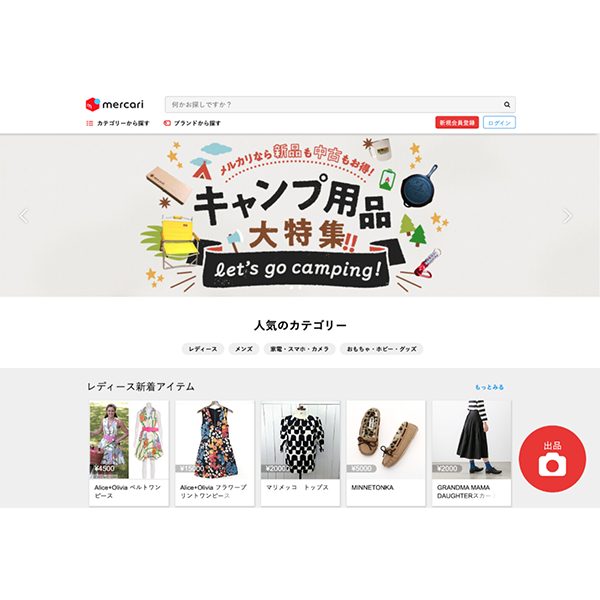 mercari
何かお探しですか？
カテゴリーから探す
ブランドから探す
新規会員登録
ログイン
メルカリなら新品も中古もお得!
キャンプ用品
大特集!!
let's go camping!
人気のカテゴリー
レディース
メンズ
家電・スマホ・カメラ
おもちゃ・ホビー・グッズ
レディース新着アイテム
もっとみる
¥4500
¥15000
¥20000
¥5000
¥2000
Alice+Olivia ベルトワン
ピース
Alice+Olivia フラワープ
リントワンピース
マリメッコ　トップス
MINNETONKA
GRANDMA MAMA
DAUGHTERスカー
出品